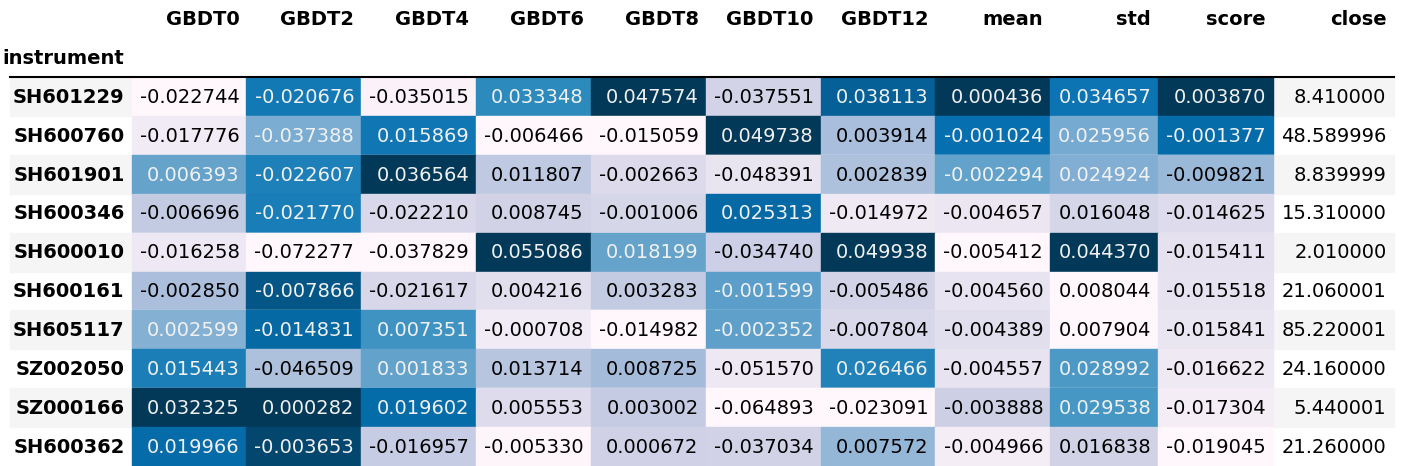 GBDT0 GBDT2 GBDT4 GBDT6 GBDT8 GBDT10 GBDT12 mean std score close
instrument
SH601229 -0.022744 -0.020676 -0.035015 0.033348 0.047574 -0.037551 0.038113 0.000436 0.034657 0.003870 8.410000
SH600760 -0.017776 -0.037388 0.015869 -0.006466 -0.015059 0.049738 0.003914 -0.001024 0.025956 -0.001377 48.589996
SH601901 0.006393 -0.022607 0.036564 0.011807 -0.002663 -0.048391 0.002839 -0.002294 0.024924 -0.009821 8.839999
SH600346 -0.006696 -0.021770 -0.022210 0.008745 -0.001006 0.025313 -0.014972 -0.004657 0.016048 -0.014625 15.310000
SH600010 -0.016258 -0.072277 -0.037829 0.055086 0.018199 -0.034740 0.049938 -0.005412 0.044370 -0.015411 2.010000
SH600161 -0.002850 -0.007866 -0.021617 0.004216 0.003283 -0.001599 -0.005486 -0.004560 0.008044 -0.015518 21.060001
SH605117 0.002599 -0.014831 0.007351 -0.000708 -0.014982 -0.002352 -0.007804 -0.004389 0.007904 -0.015841 85.220001
SZ002050 0.015443 -0.046509 0.001833 0.013714 0.008725 -0.051570 0.026466 -0.004557 0.028992 -0.016622 24.160000
SZ000166 0.032325 0.000282 0.019602 0.005553 0.003002 -0.064893 -0.023091 -0.003888 0.029538 -0.017304 5.440001
SH600362 0.019966 -0.003653 -0.016957 -0.005330 0.000672 -0.037034 0.007572 -0.004966 0.016838 -0.019045 21.260000